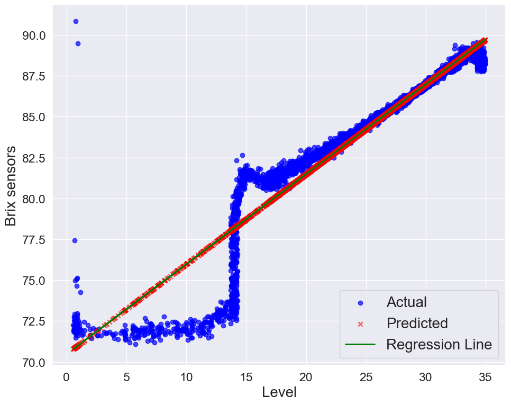 90.0
87.5
85.0
82.5
80.0
77.5
75.0
72.5
70.0
Brix sensors
0 5 10 15 20 25 30 35
Level
Actual
Predicted
Regression Line